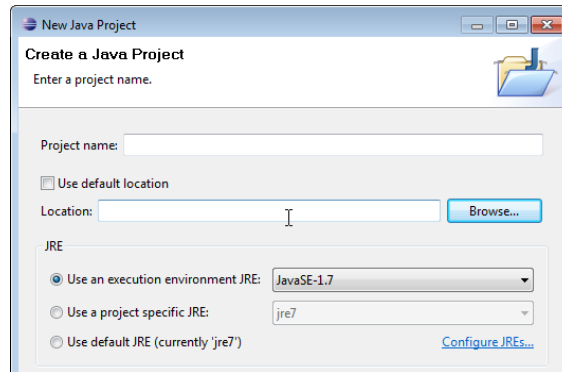 New Java Project
Create a Java Project
Enter a project name.
Project name:
Use default location
Location:
Browse...
JRE
Use an execution environment JRE: JavaSE-1.7
Use a project specific JRE: jre7
Use default JRE (currently 'jre7') Configure JREs...